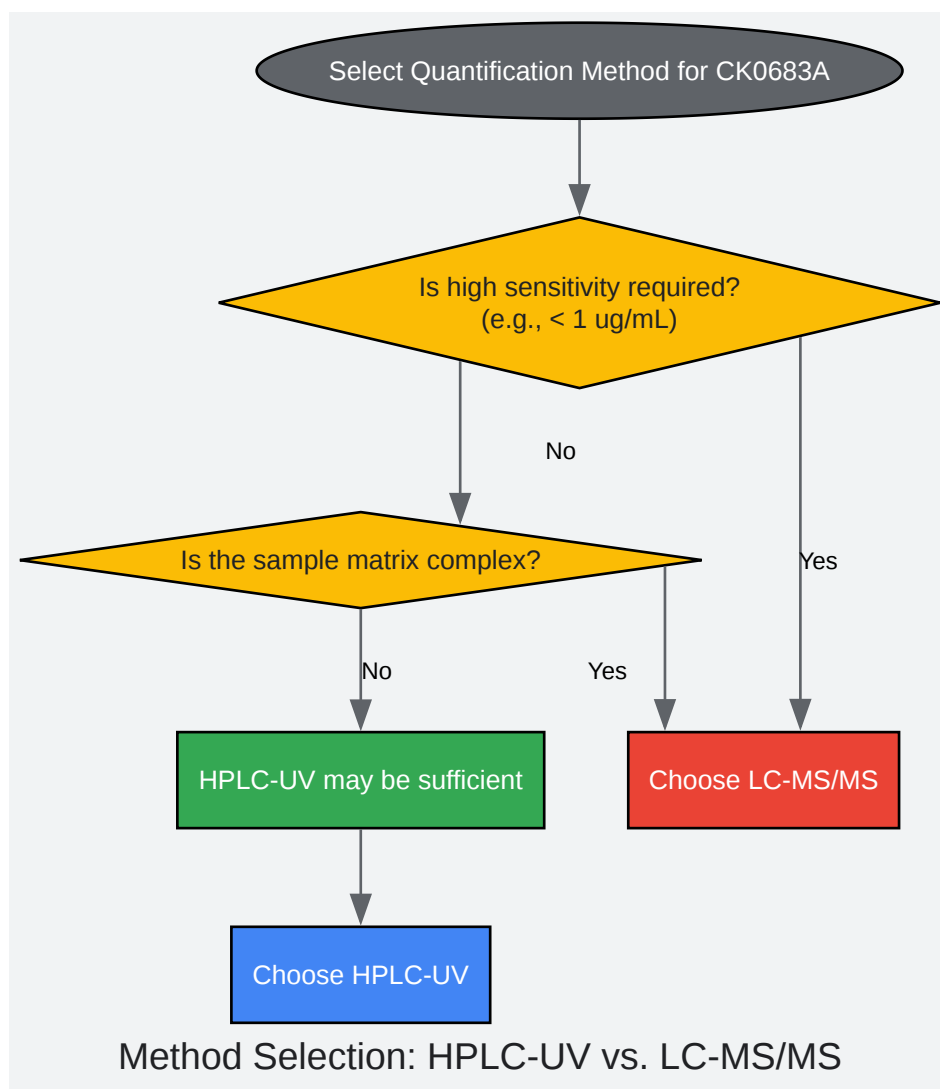 Select Quantification Method for CK0683A
Is high sensitivity required?
(e.g., < 1 ug/mL)
No
Is the sample matrix complex?
Yes
No
Yes
HPLC-UV may be sufficient
Choose LC-MS/MS
Choose HPLC-UV
Method Selection: HPLC-UV vs. LC-MS/MS